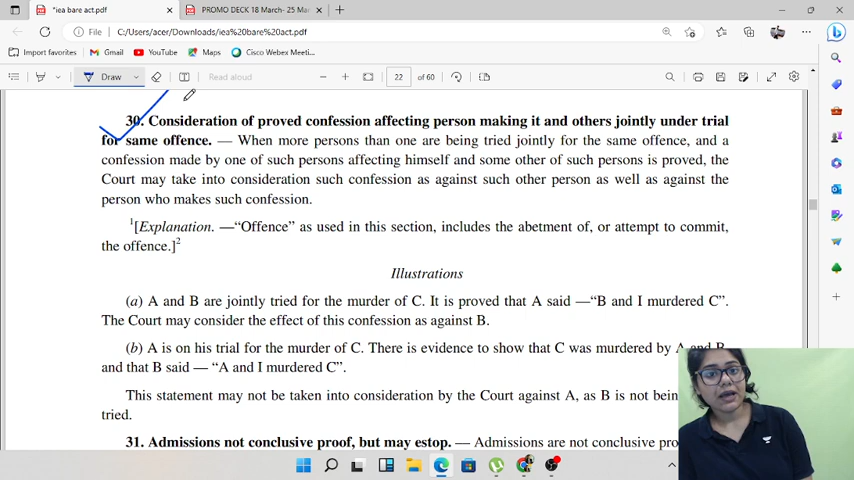 *iea bare act.pdf
PROMO DECK 18 March- 25 Mar
File
C:/Users/acer/Downloads/iea%20bare%20act.pdf
Import favorites
Gmail
YouTube
Maps
Cisco Webex Meeti...
Draw
Read aloud
22
of 60
30. Consideration of proved confession affecting person making it and others jointly under trial
for same offence. — When more persons than one are being tried jointly for the same offence, and a
confession made by one of such persons affecting himself and some other of such persons is proved, the
Court may take into consideration such confession as against such other person as well as against the
person who makes such confession.
1[Explanation. —“Offence” as used in this section, includes the abetment of, or attempt to commit,
the offence.]2
Illustrations
(a) A and B are jointly tried for the murder of C. It is proved that A said —“B and I murdered C”.
The Court may consider the effect of this confession as against B.
(b) A is on his trial for the murder of C. There is evidence to show that C was murdered by A and B,
and that B said — “A and I murdered C”.
This statement may not be taken into consideration by the Court against A, as B is not bein
tried.
31. Admissions not conclusive proof, but may estop. — Admissions are not conclusive